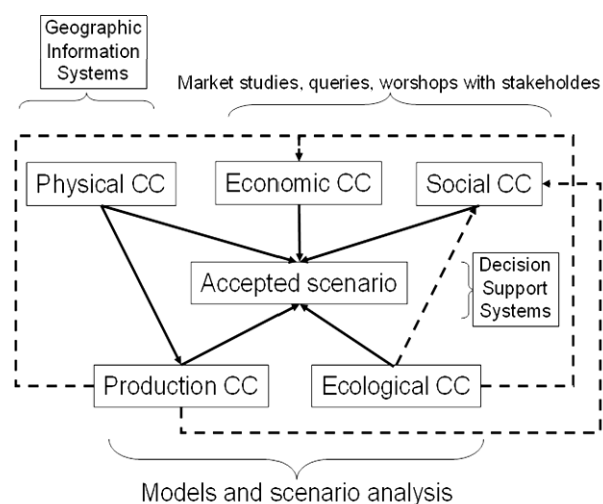 Geographic
Information
Systems
Market studies, queries, worshops with stakeholdes
Physical CC
Economic CC
Social CC
Accepted scenario
Decision
Support
Systems
Production CC
Ecological CC
Models and scenario analysis